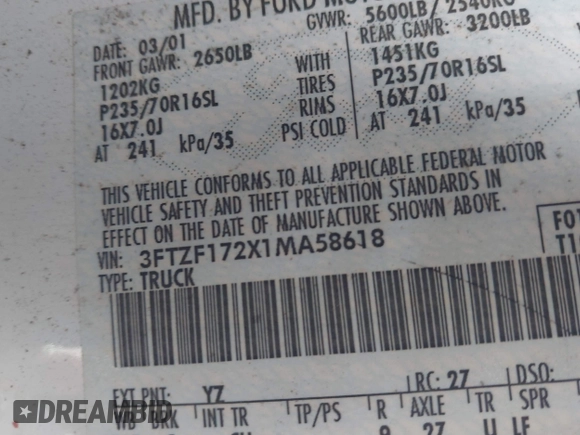 MFD. BY FORD
GVWR: 5600LB/ 2540KG
DATE: 03/01
FRONT GAWR: 2650LB
REAR GAWR: 3200LB
1202KG WITH 1451KG
P235/70R16SL TIRES P235/70R16SL
16X7.0J RIMS 16X7.0J
AT 241 kPa/35 PSI COLD AT 241 kPa/35
THIS VEHICLE CONFORMS TO ALL APPLICABLE FEDERAL MOTOR
VEHICLE SAFETY AND THEFT PREVENTION STANDARDS IN
EFFECT ON THE DATE OF MANUFACTURE SHOWN ABOVE.
VIN: 3FTZF172X1MA58618
TYPE: TRUCK
EXT PNT: YZ RC: 27 DSO:
BRK INT TR TP/PS R AXLE TR SPR
9 27 U LF
DREAMBID